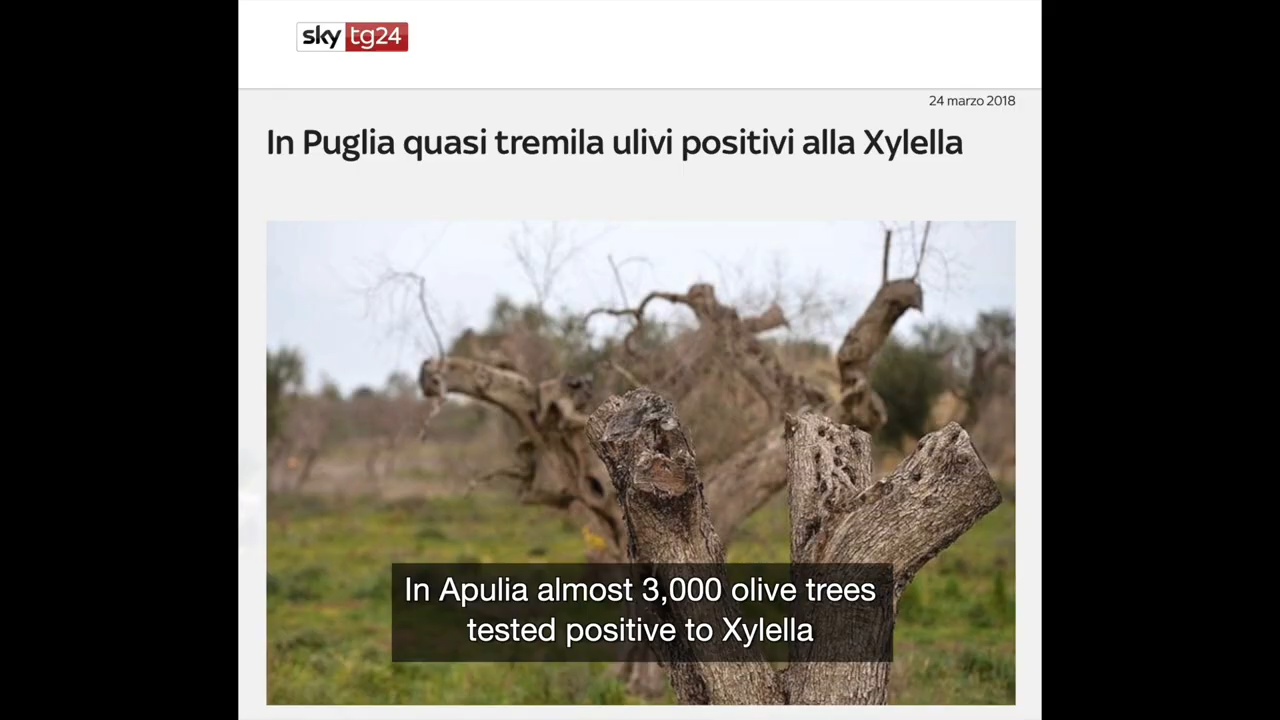 sky tg24
24 marzo 2018
In Puglia quasi tremila ulivi positivi alla Xylella
In Apulia almost 3,000 olive trees
tested positive to Xylella